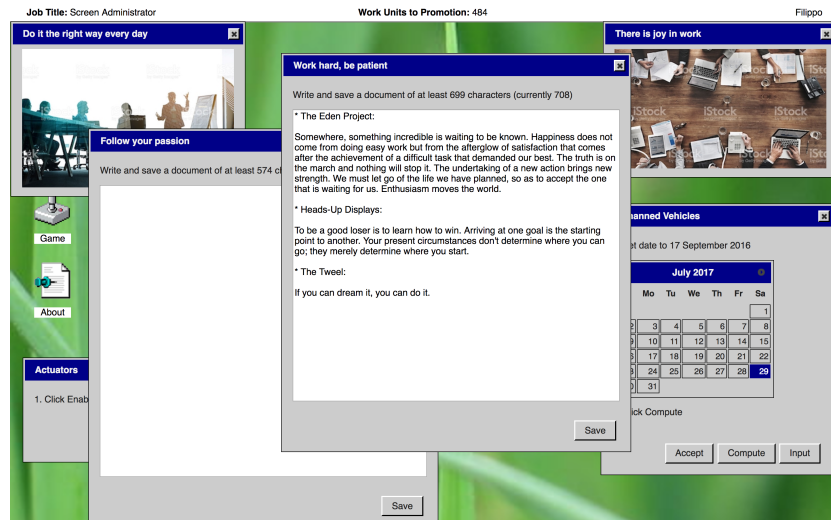 Job Title: Screen Administrator
Work Units to Promotion: 484
Filippo
Do it the right way every day
There is joy in work
iStock
iStock
iStock
Work hard, be patient
Write and save a document of at least 699 characters (currently 708)
* The Eden Project:
Somewhere, something incredible is waiting to be known. Happiness does not
come from doing easy work but from the afterglow of satisfaction that comes
after the achievement of a difficult task that demanded our best. The truth is on
the march and nothing will stop it. The undertaking of a new action brings new
strength. We must let go of the life we have planned, so as to accept the one
that is waiting for us. Enthusiasm moves the world.
* Heads-Up Displays:
To be a good loser is to learn how to win. Arriving at one goal is the starting
point to another. Your present circumstances don't determine where you can
go; they merely determine where you start.
* The Tweel:
If you can dream it, you can do it.
Save
Follow your passion
Write and save a document of at least 574
Save
Game
About
Actuators
1. Click Enab
anned Vehicles
et date to 17 September 2016
July 2017
Mo Tu We Th Fr Sa
1
3 4 5 6 7 8
10 11 12 13 14 15
17 18 19 20 21 22
24 25 26 27 28 29
31
ick Compute
Accept Compute Input